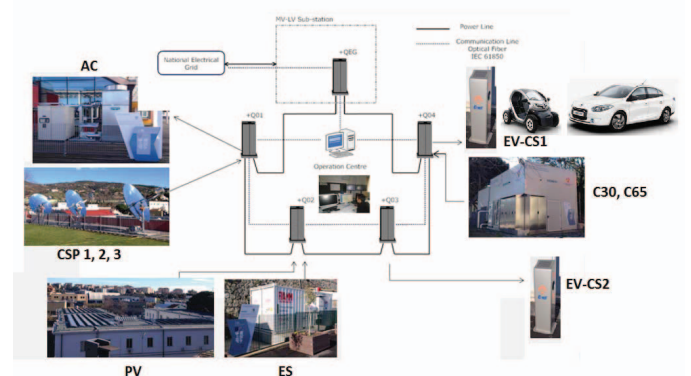 MV-LV Sub-station
+QEG
Power Line
Communication Line
Optical Fiber
IEC 61850
National Electrical
Grid
AC
+Q01
+Q04
EV-CS1
Operation Centre
C30, C65
CSP 1, 2, 3
+Q02
+Q03
EV-CS2
PV
ES